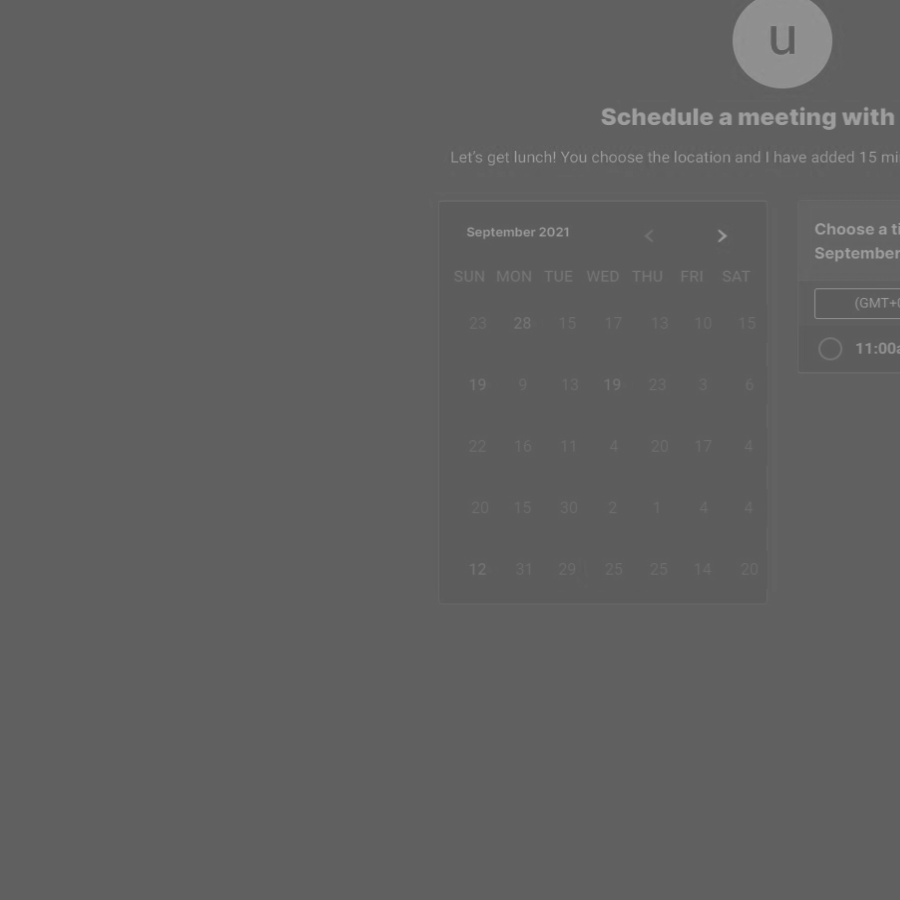 u
Schedule a meeting with
Let's get lunch! You choose the location and I have added 15 mi
September 2021
SUN MON TUE WED THU FRI SAT
23 28 15 17 13 10 15
19 9 13 19 23 3 6
22 16 11 4 20 17 4
20 15 30 2 1 4 4
12 31 29 25 25 14 20
Choose a ti
September
(GMT+0
11:00a